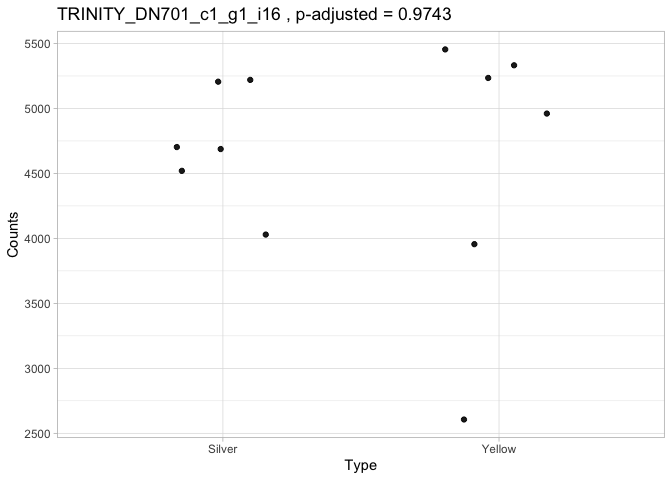 TRINITY_DN701_c1_g1_i16 , p-adjusted = 0.9743
5500
5000
4500
4000
3500
3000
2500
Counts
Silver
Yellow
Type